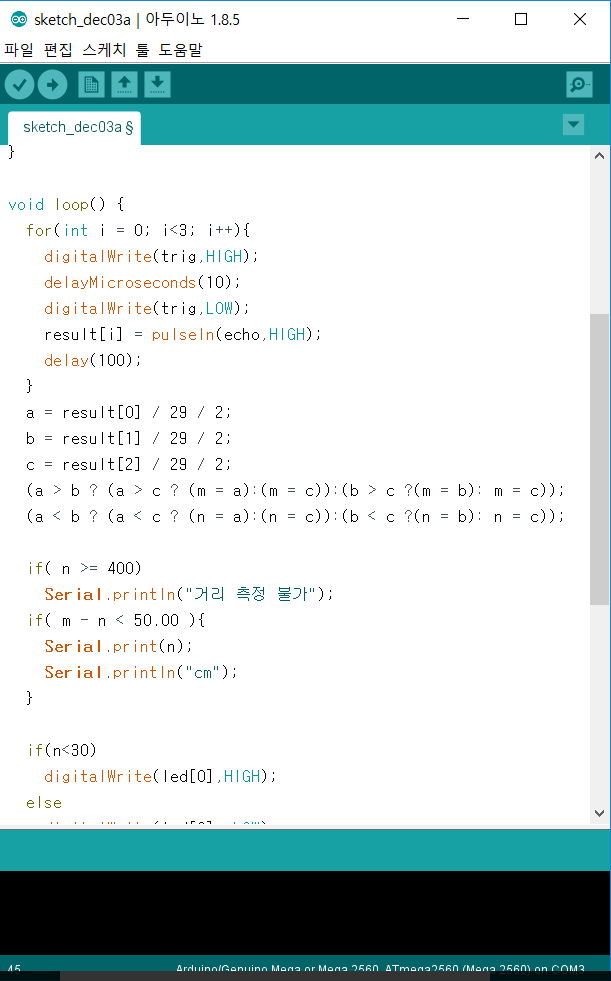 sketch_dec03a | 아두이노 1.8.5
파일 편집 스케치 툴 도움말
sketch_dec03a §
}
void loop() {
for(int i = 0; i<3; i++){
digitalWrite(trig,HIGH);
delayMicroseconds(10);
digitalWrite(trig,LOW);
result[i] = pulseIn(echo,HIGH);
delay(100);
}
a = result[0] / 29 / 2;
b = result[1] / 29 / 2;
c = result[2] / 29 / 2;
(a > b ? (a > c ? (m = a):(m = c)):(b > c ?(m = b): m = c));
(a < b ? (a < c ? (n = a):(n = c)):(b < c ?(n = b): n = c));
if( n >= 400)
Serial.println("거리 측정 불가");
if( m - n < 50.00 ){
Serial.print(n);
Serial.println("cm");
}
if(n<30)
digitalWrite(led[0],HIGH);
else
45
Arduino/Genuino Mega or Mega 2560, ATmega2560 (Mega 2560) on COM3